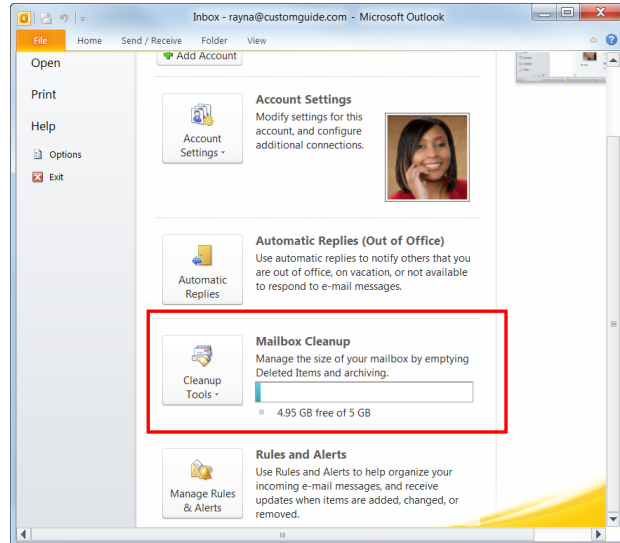 Inbox - rayna@customguide.com - Microsoft Outlook
File Home Send / Receive Folder View
Open
Print
Help
Options
Exit
Add Account
Account
Settings
Account Settings
Modify settings for this
account, and configure
additional connections.
Automatic
Replies
Automatic Replies (Out of Office)
Use automatic replies to notify others that you
are out of office, on vacation, or not available
to respond to e-mail messages.
Cleanup
Tools
Mailbox Cleanup
Manage the size of your mailbox by emptying
Deleted Items and archiving.
4.95 GB free of 5 GB
Manage Rules
& Alerts
Rules and Alerts
Use Rules and Alerts to help organize your
incoming e-mail messages, and receive
updates when items are added, changed, or
removed.